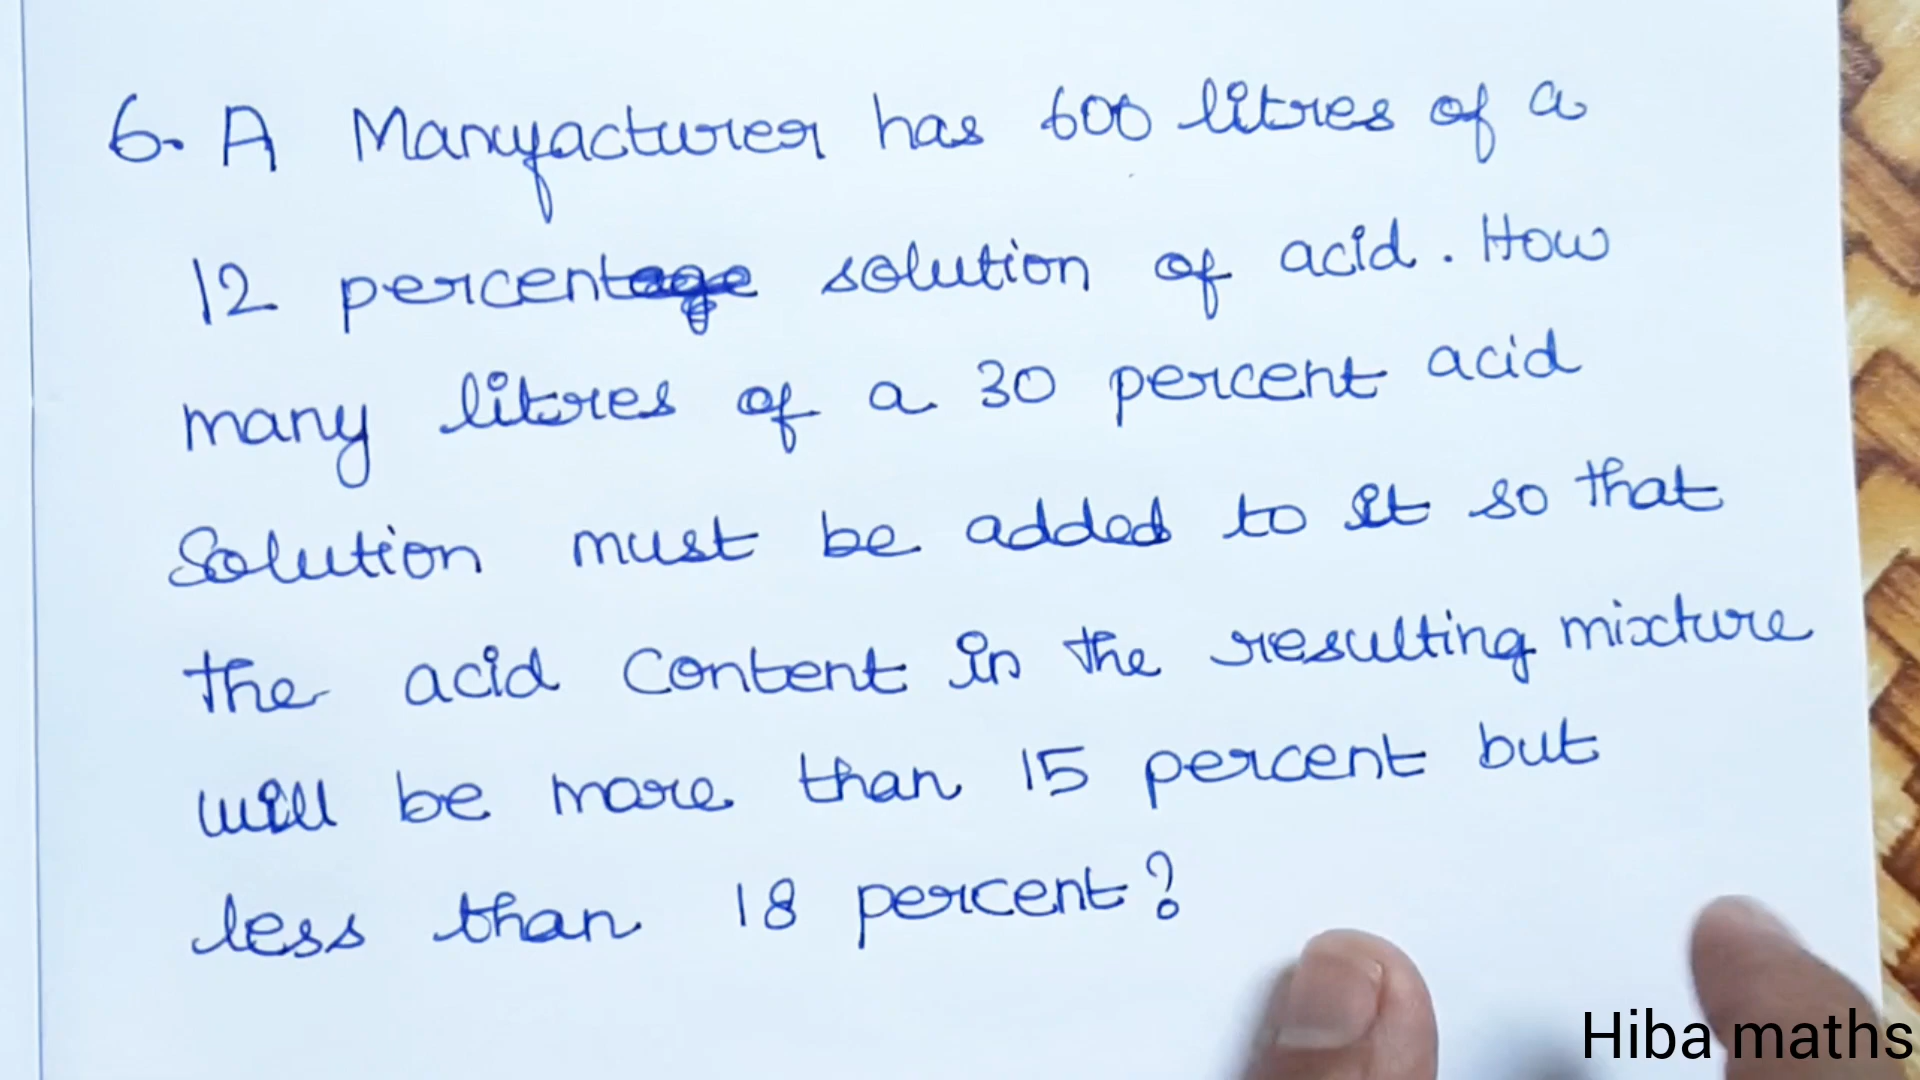 6. A Manufacturer has 600 litres of a
12 percent solution of acid. How
many litres of a 30 percent acid
Solution must be added to it so that
the acid content in the resulting mixture
will be more than 15 percent but
less than 18 percent?
Hiba maths